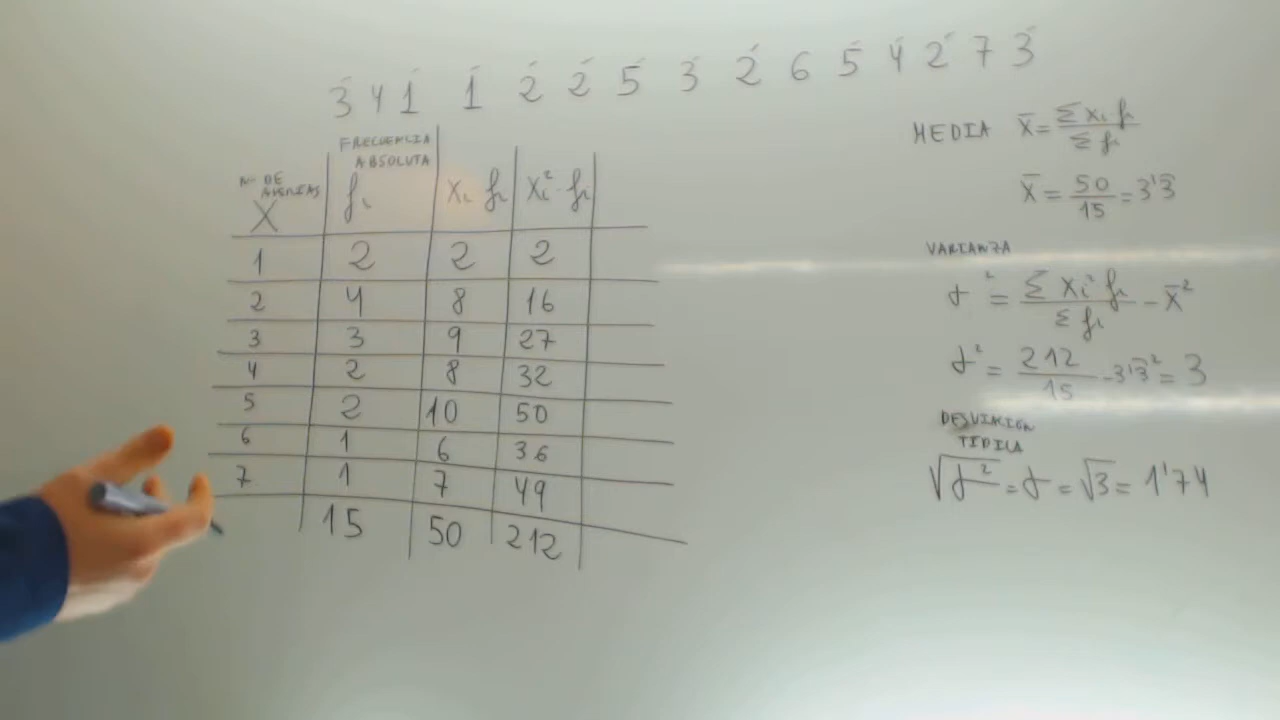 3 4 1 1 2 2 5 3 2 6 5 4 2 7 3
Nº DE AVERIAS X | FRECUENCIA ABSOLUTA fi | Xi fi | Xi² · fi
1 2 2 2
2 4 8 16
3 3 9 27
4 2 8 32
5 2 10 50
6 1 6 36
7 1 7 49
15 50 212
MEDIA X̄ = Σ Xi · fi / Σ fi
X̄ = 50 / 15 = 3'3̄
VARIANZA
σ² = Σ Xi² fi / Σ fi - X̄²
σ² = 212 / 15 - 3'3̄² = 3
DESVIACION
TIPICA
√σ² = σ = √3 = 1'74